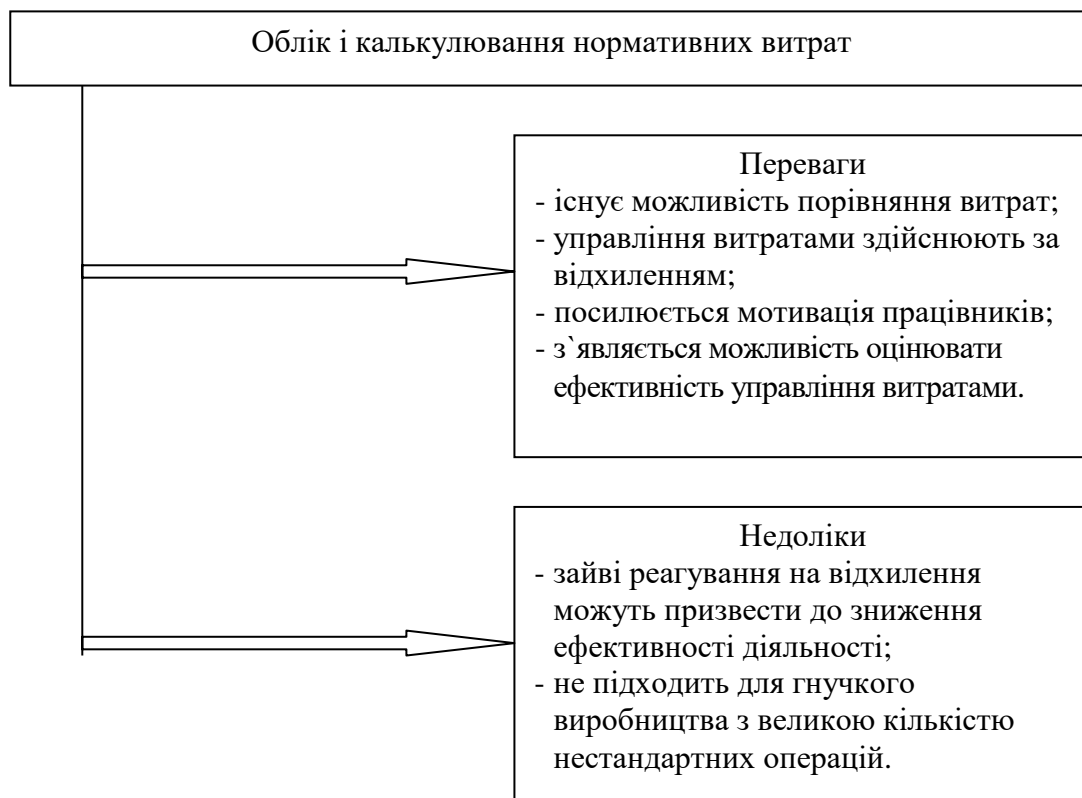 Облік і калькулювання нормативних витрат
Переваги
- існує можливість порівняння витрат;
- управління витратами здійснюють за
відхиленням;
- посилюється мотивація працівників;
- з`являється можливість оцінювати
ефективність управління витратами.
Недоліки
- зайві реагування на відхилення
можуть призвести до зниження
ефективності діяльності;
- не підходить для гнучкого
виробництва з великою кількістю
нестандартних операцій.